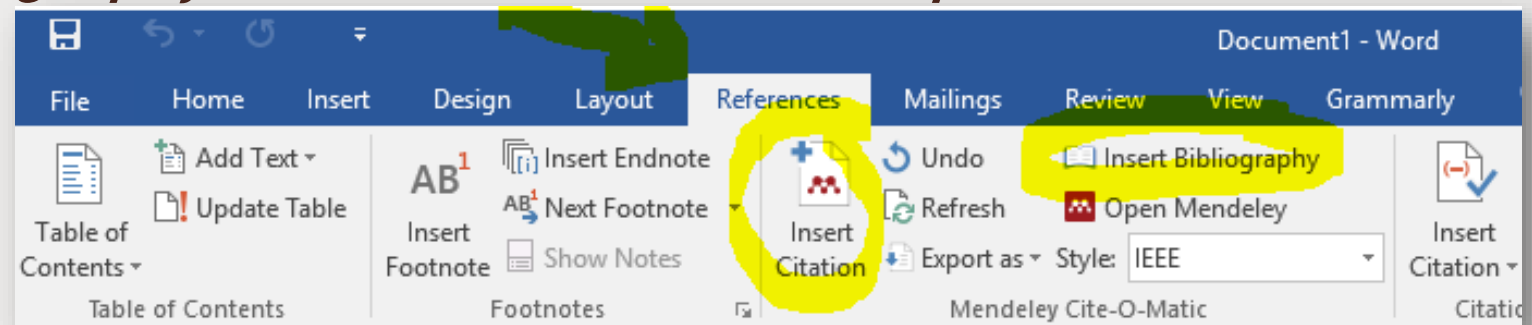 Document1 - Word
File Home Insert Design Layout References Mailings Review View Grammarly
Add Text AB1 Insert Endnote Undo Insert Bibliography
Update Table AB1 Next Footnote Refresh Open Mendeley
Table of Contents Insert Footnote Show Notes Insert Citation Export as Style: IEEE Insert Citation
Table of Contents Footnotes Mendeley Cite-O-Matic